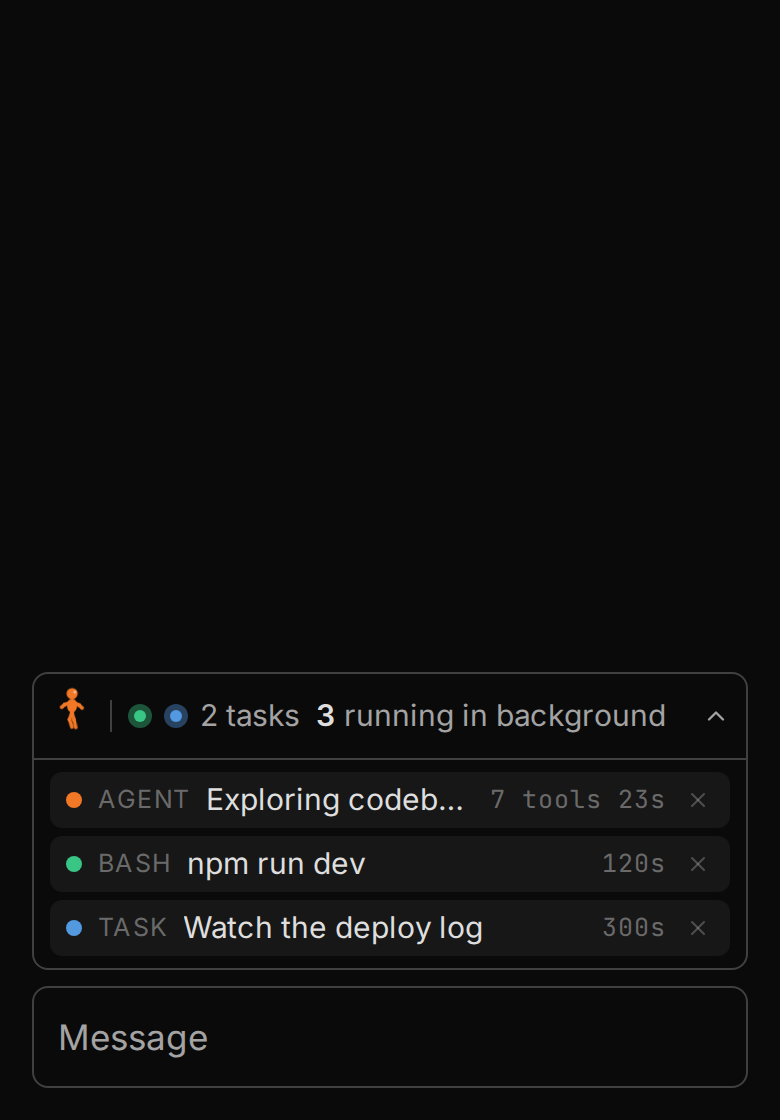 2 tasks 3 running in background
AGENT Exploring codeb... 7 tools 23s
BASH npm run dev 120s
TASK Watch the deploy log 300s
Message